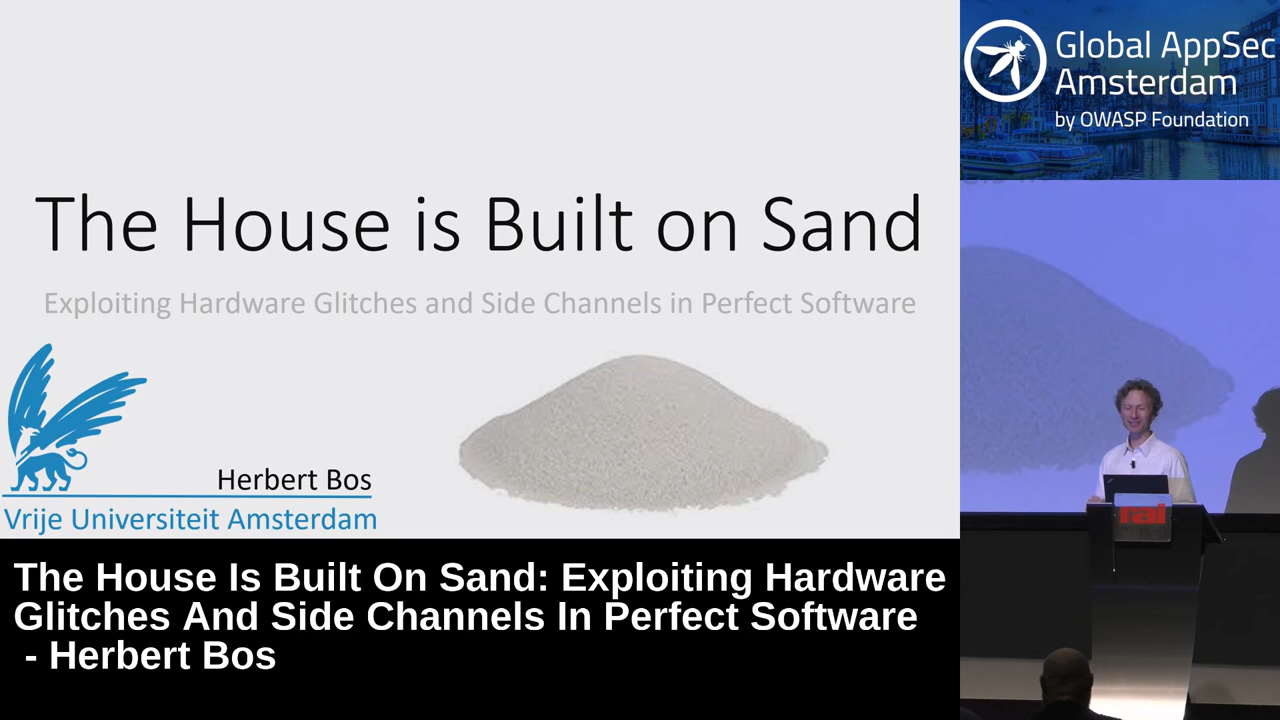 The House is Built on Sand
Exploiting Hardware Glitches and Side Channels in Perfect Software
Herbert Bos
Vrije Universiteit Amsterdam
The House Is Built On Sand: Exploiting Hardware
Glitches And Side Channels In Perfect Software
- Herbert Bos
Global AppSec
Amsterdam
by OWASP Foundation
rai